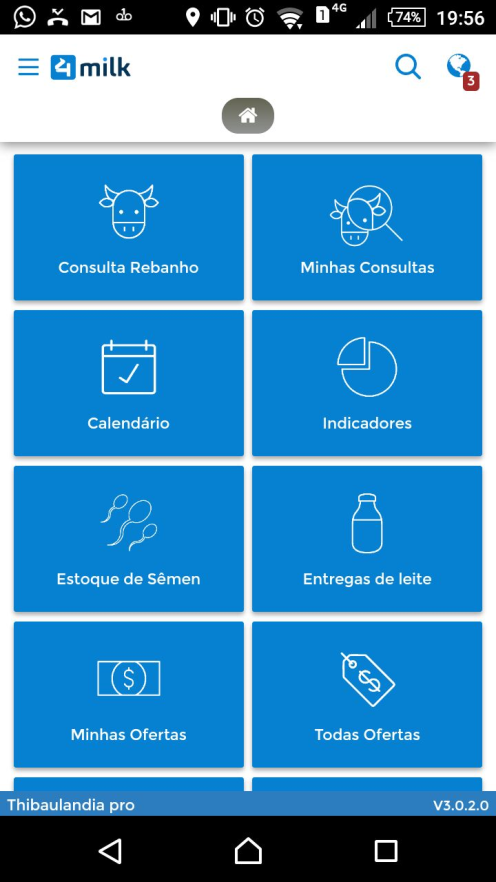 1 4G 74% 19:56
4milk
3
Consulta Rebanho
Minhas Consultas
Calendário
Indicadores
Estoque de Sêmen
Entregas de leite
Minhas Ofertas
Todas Ofertas
Thibaulandia pro V3.0.2.0